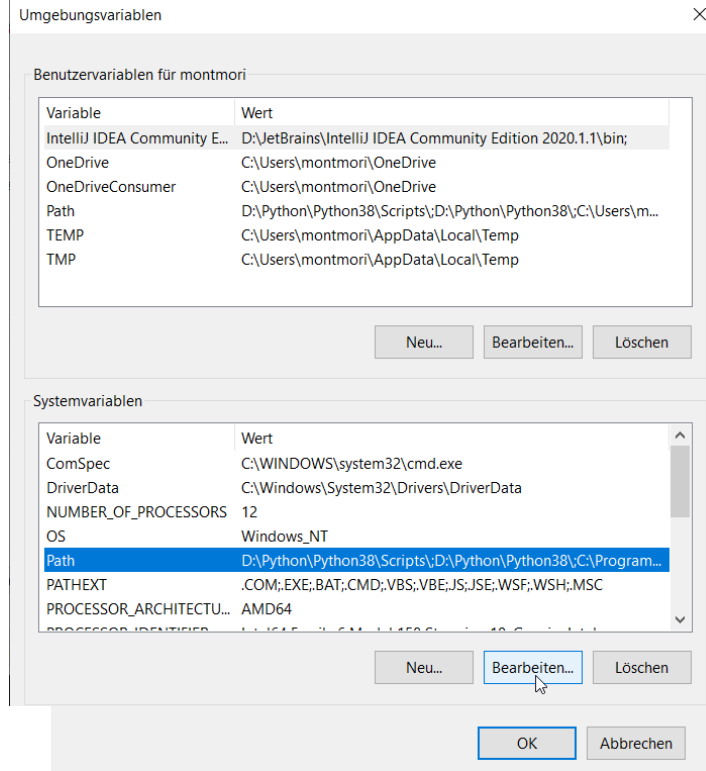 Umgebungsvariablen
Benutzervariablen für montmori
Variable Wert
IntelliJ IDEA Community E... D:\JetBrains\IntelliJ IDEA Community Edition 2020.1.1\bin;
OneDrive C:\Users\montmori\OneDrive
OneDriveConsumer C:\Users\montmori\OneDrive
Path D:\Python\Python38\Scripts\;D:\Python\Python38\;C:\Users\m...
TEMP C:\Users\montmori\AppData\Local\Temp
TMP C:\Users\montmori\AppData\Local\Temp
Neu... Bearbeiten... Löschen
Systemvariablen
Variable Wert
ComSpec C:\WINDOWS\system32\cmd.exe
DriverData C:\Windows\System32\Drivers\DriverData
NUMBER_OF_PROCESSORS 12
OS Windows_NT
Path D:\Python\Python38\Scripts\;D:\Python\Python38\;C:\Program...
PATHEXT .COM;.EXE;.BAT;.CMD;.VBS;.VBE;.JS;.JSE;.WSF;.WSH;.MSC
PROCESSOR_ARCHITECTU... AMD64
Neu... Bearbeiten... Löschen
OK Abbrechen